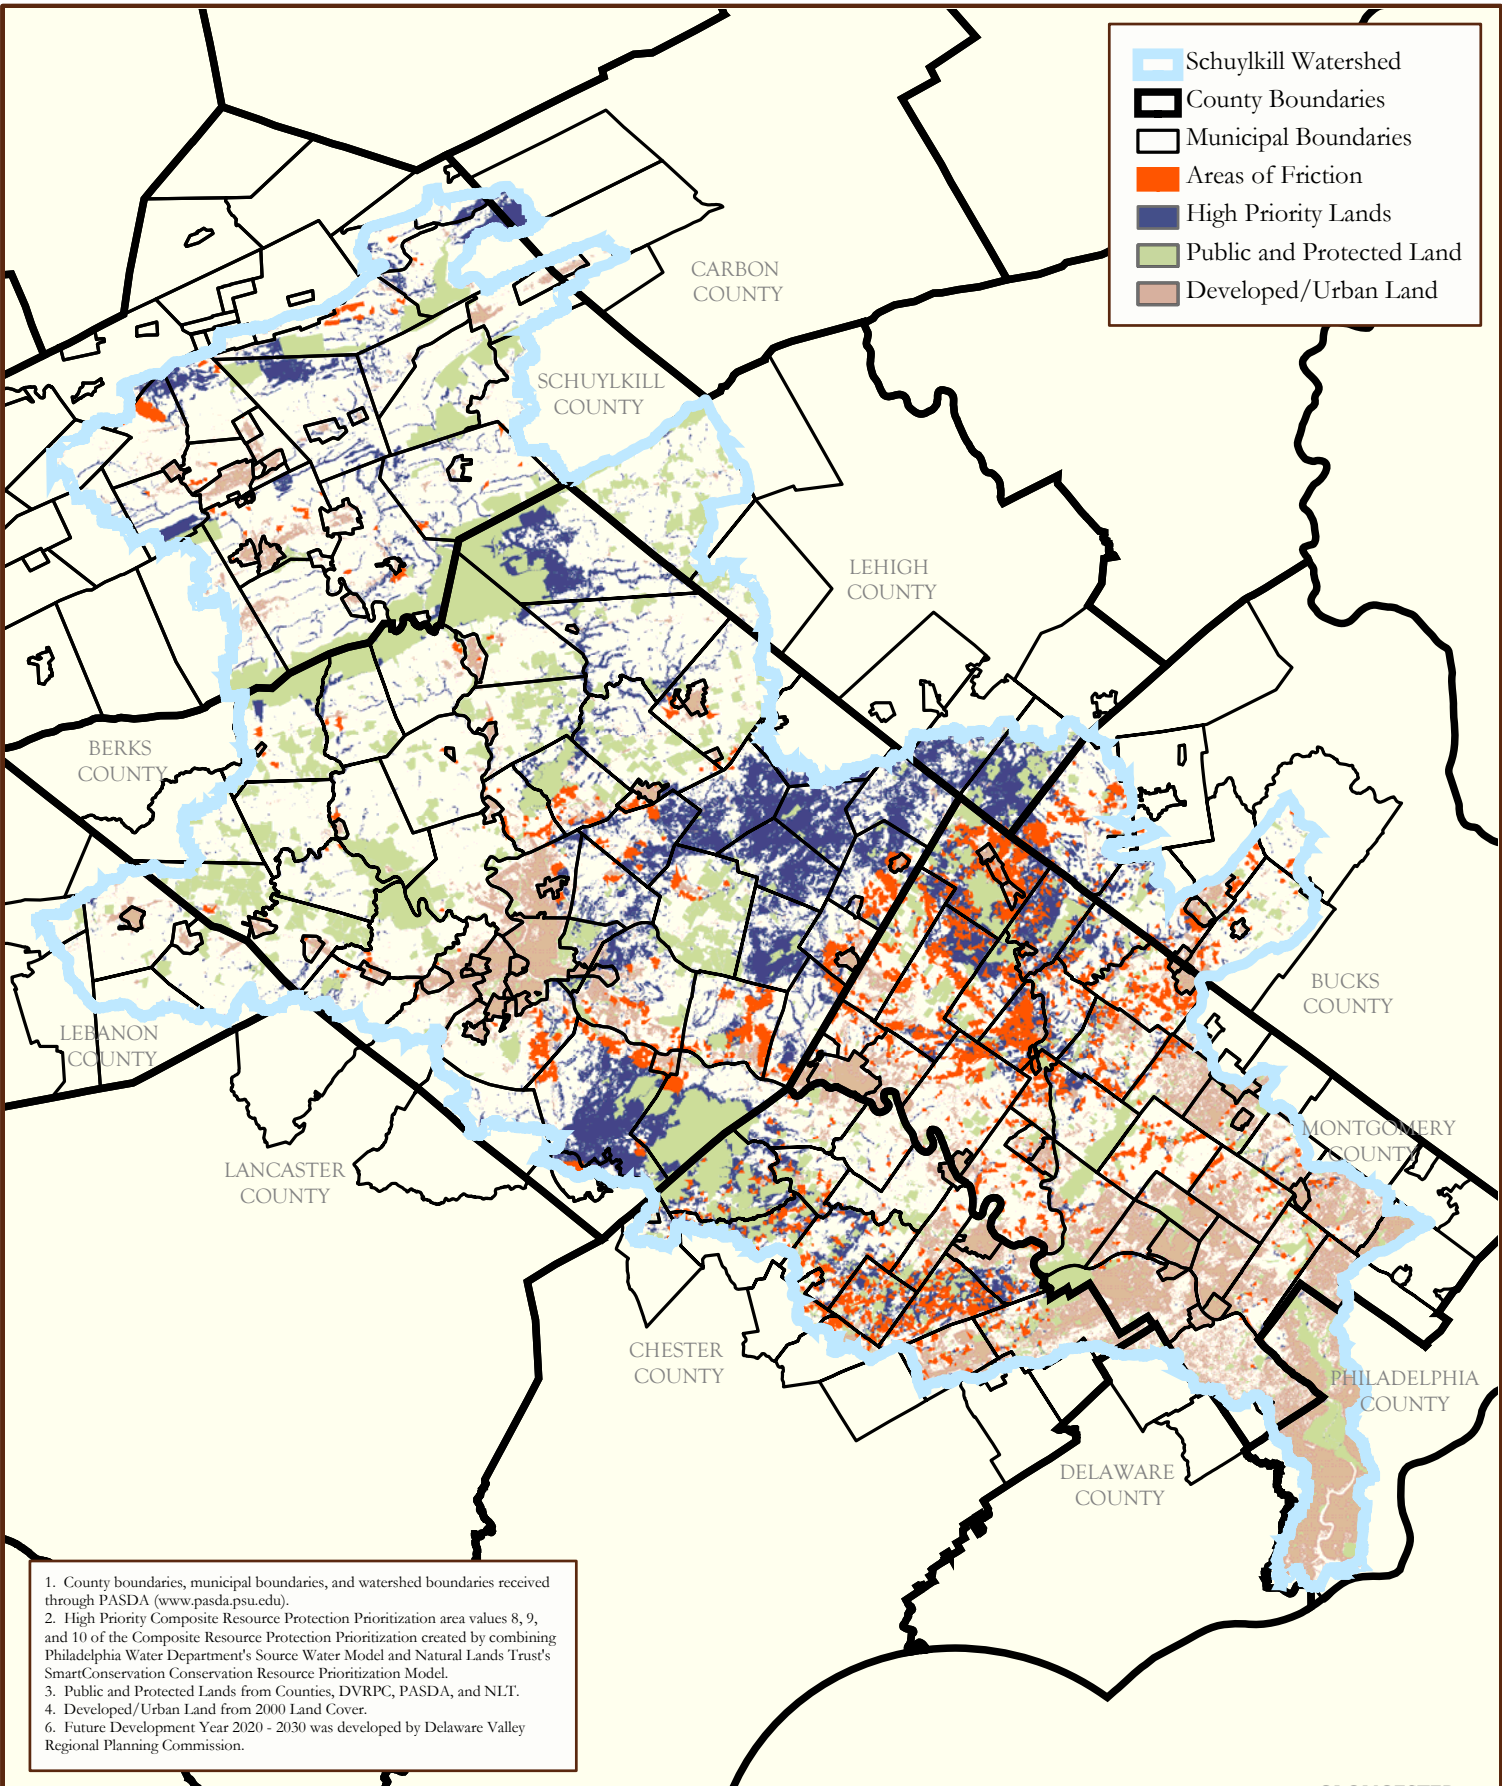 Schuylkill Watershed
County Boundaries
Municipal Boundaries
Areas of Friction
High Priority Lands
Public and Protected Land
Developed/Urban Land
CARBON
COUNTY
SCHUYLKILL
COUNTY
LEHIGH
COUNTY
BERKS
COUNTY
BUCKS
COUNTY
LEBANON
COUNTY
MONTGOMERY
COUNTY
LANCASTER
COUNTY
CHESTER
COUNTY
PHILADELPHIA
COUNTY
DELAWARE
COUNTY
1. County boundaries, municipal boundaries, and watershed boundaries received
through PASDA (www.pasda.psu.edu).
2. High Priority Composite Resource Protection Prioritization area values 8, 9,
and 10 of the Composite Resource Protection Prioritization created by combining
Philadelphia Water Department's Source Water Model and Natural Lands Trust's
SmartConservation Conservation Resource Prioritization Model.
3. Public and Protected Lands from Counties, DVRPC, PASDA, and NLT.
4. Developed/Urban Land from 2000 Land Cover.
6. Future Development Year 2020 - 2030 was developed by Delaware Valley
Regional Planning Commission.